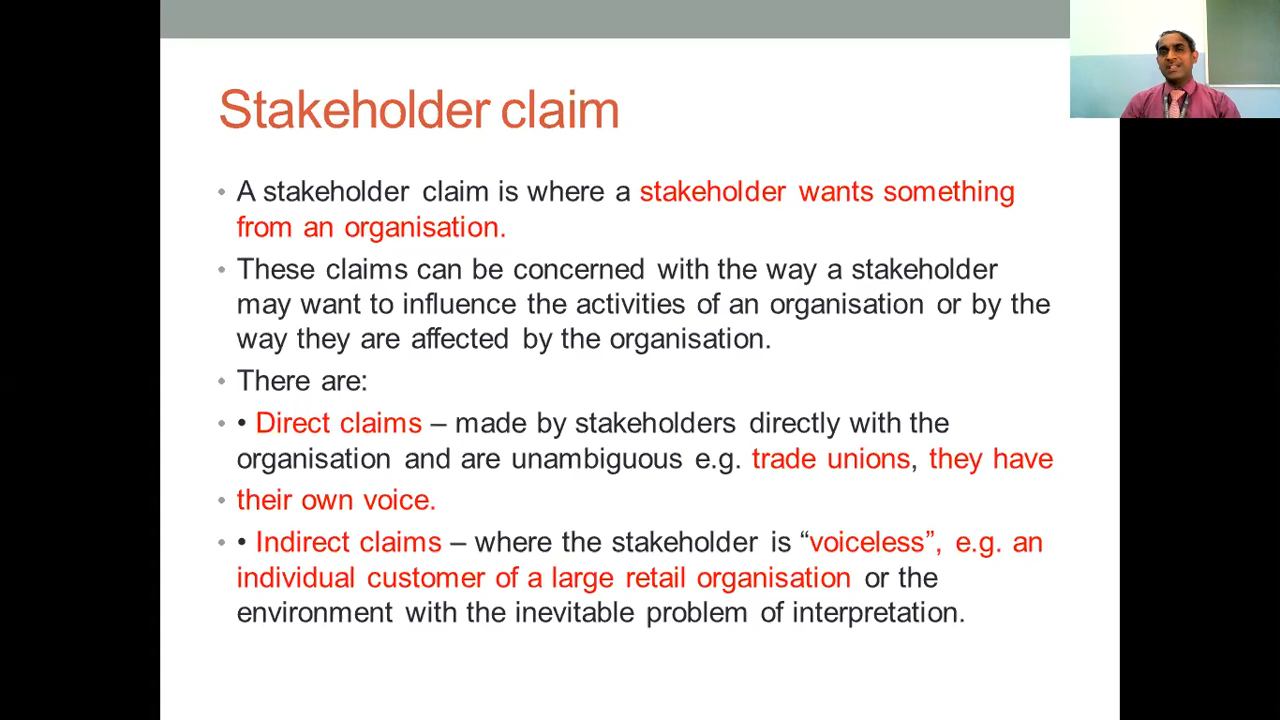 Stakeholder claim
• A stakeholder claim is where a stakeholder wants something
from an organisation.
• These claims can be concerned with the way a stakeholder
may want to influence the activities of an organisation or by the
way they are affected by the organisation.
• There are:
• • Direct claims – made by stakeholders directly with the
organisation and are unambiguous e.g. trade unions, they have
• their own voice.
• • Indirect claims – where the stakeholder is “voiceless”, e.g. an
individual customer of a large retail organisation or the
environment with the inevitable problem of interpretation.